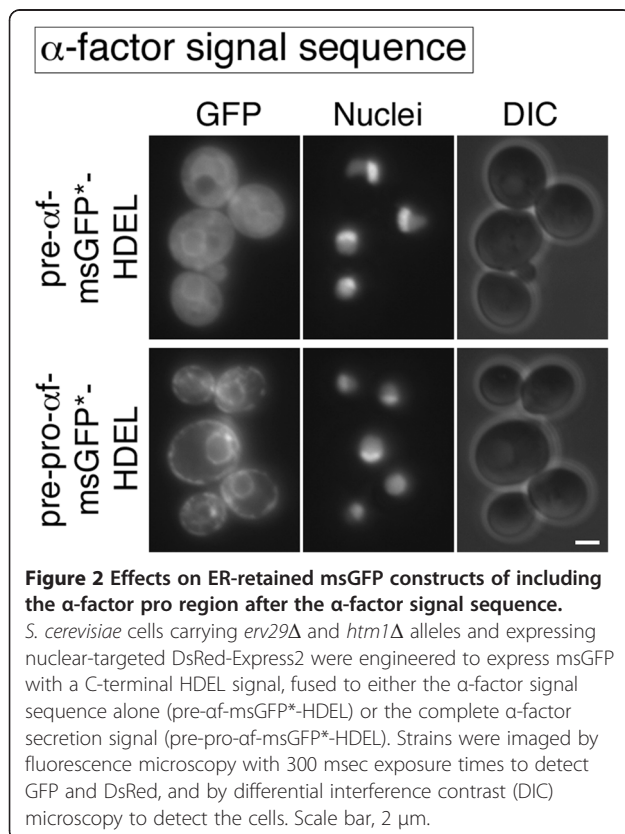 α-factor signal sequence
GFP Nuclei DIC
pre-αf-
msGFP*-
HDEL
pre-pro-αf-
msGFP*-
HDEL
Figure 2 Effects on ER-retained msGFP constructs of including
the α-factor pro region after the α-factor signal sequence.
S. cerevisiae cells carrying erv29Δ and htm1Δ alleles and expressing
nuclear-targeted DsRed-Express2 were engineered to express msGFP
with a C-terminal HDEL signal, fused to either the α-factor signal
sequence alone (pre-αf-msGFP*-HDEL) or the complete α-factor
secretion signal (pre-pro-αf-msGFP*-HDEL). Strains were imaged by
fluorescence microscopy with 300 msec exposure times to detect
GFP and DsRed, and by differential interference contrast (DIC)
microscopy to detect the cells. Scale bar, 2 μm.